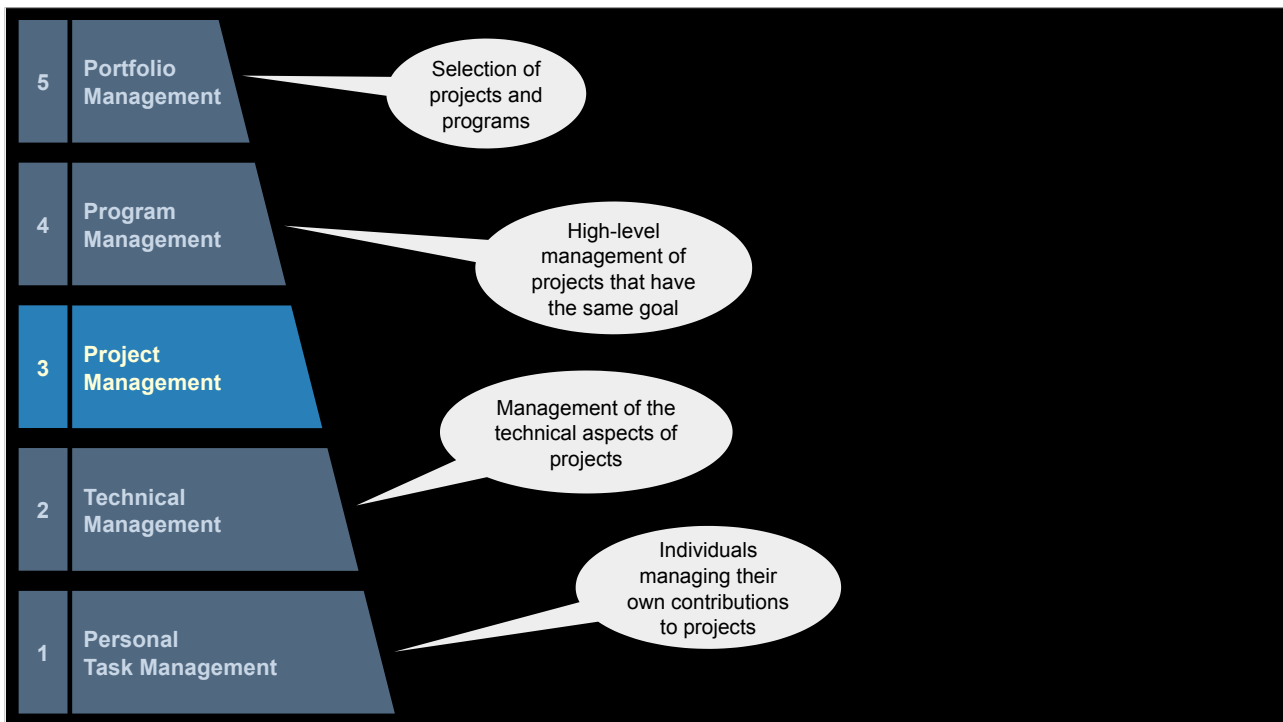 5
Portfolio
Management
Selection of
projects and
programs
4
Program
Management
High-level
management of
projects that have
the same goal
3
Project
Management
Management of the
technical aspects of
projects
2
Technical
Management
Individuals
managing their
own contributions
to projects
1
Personal
Task Management